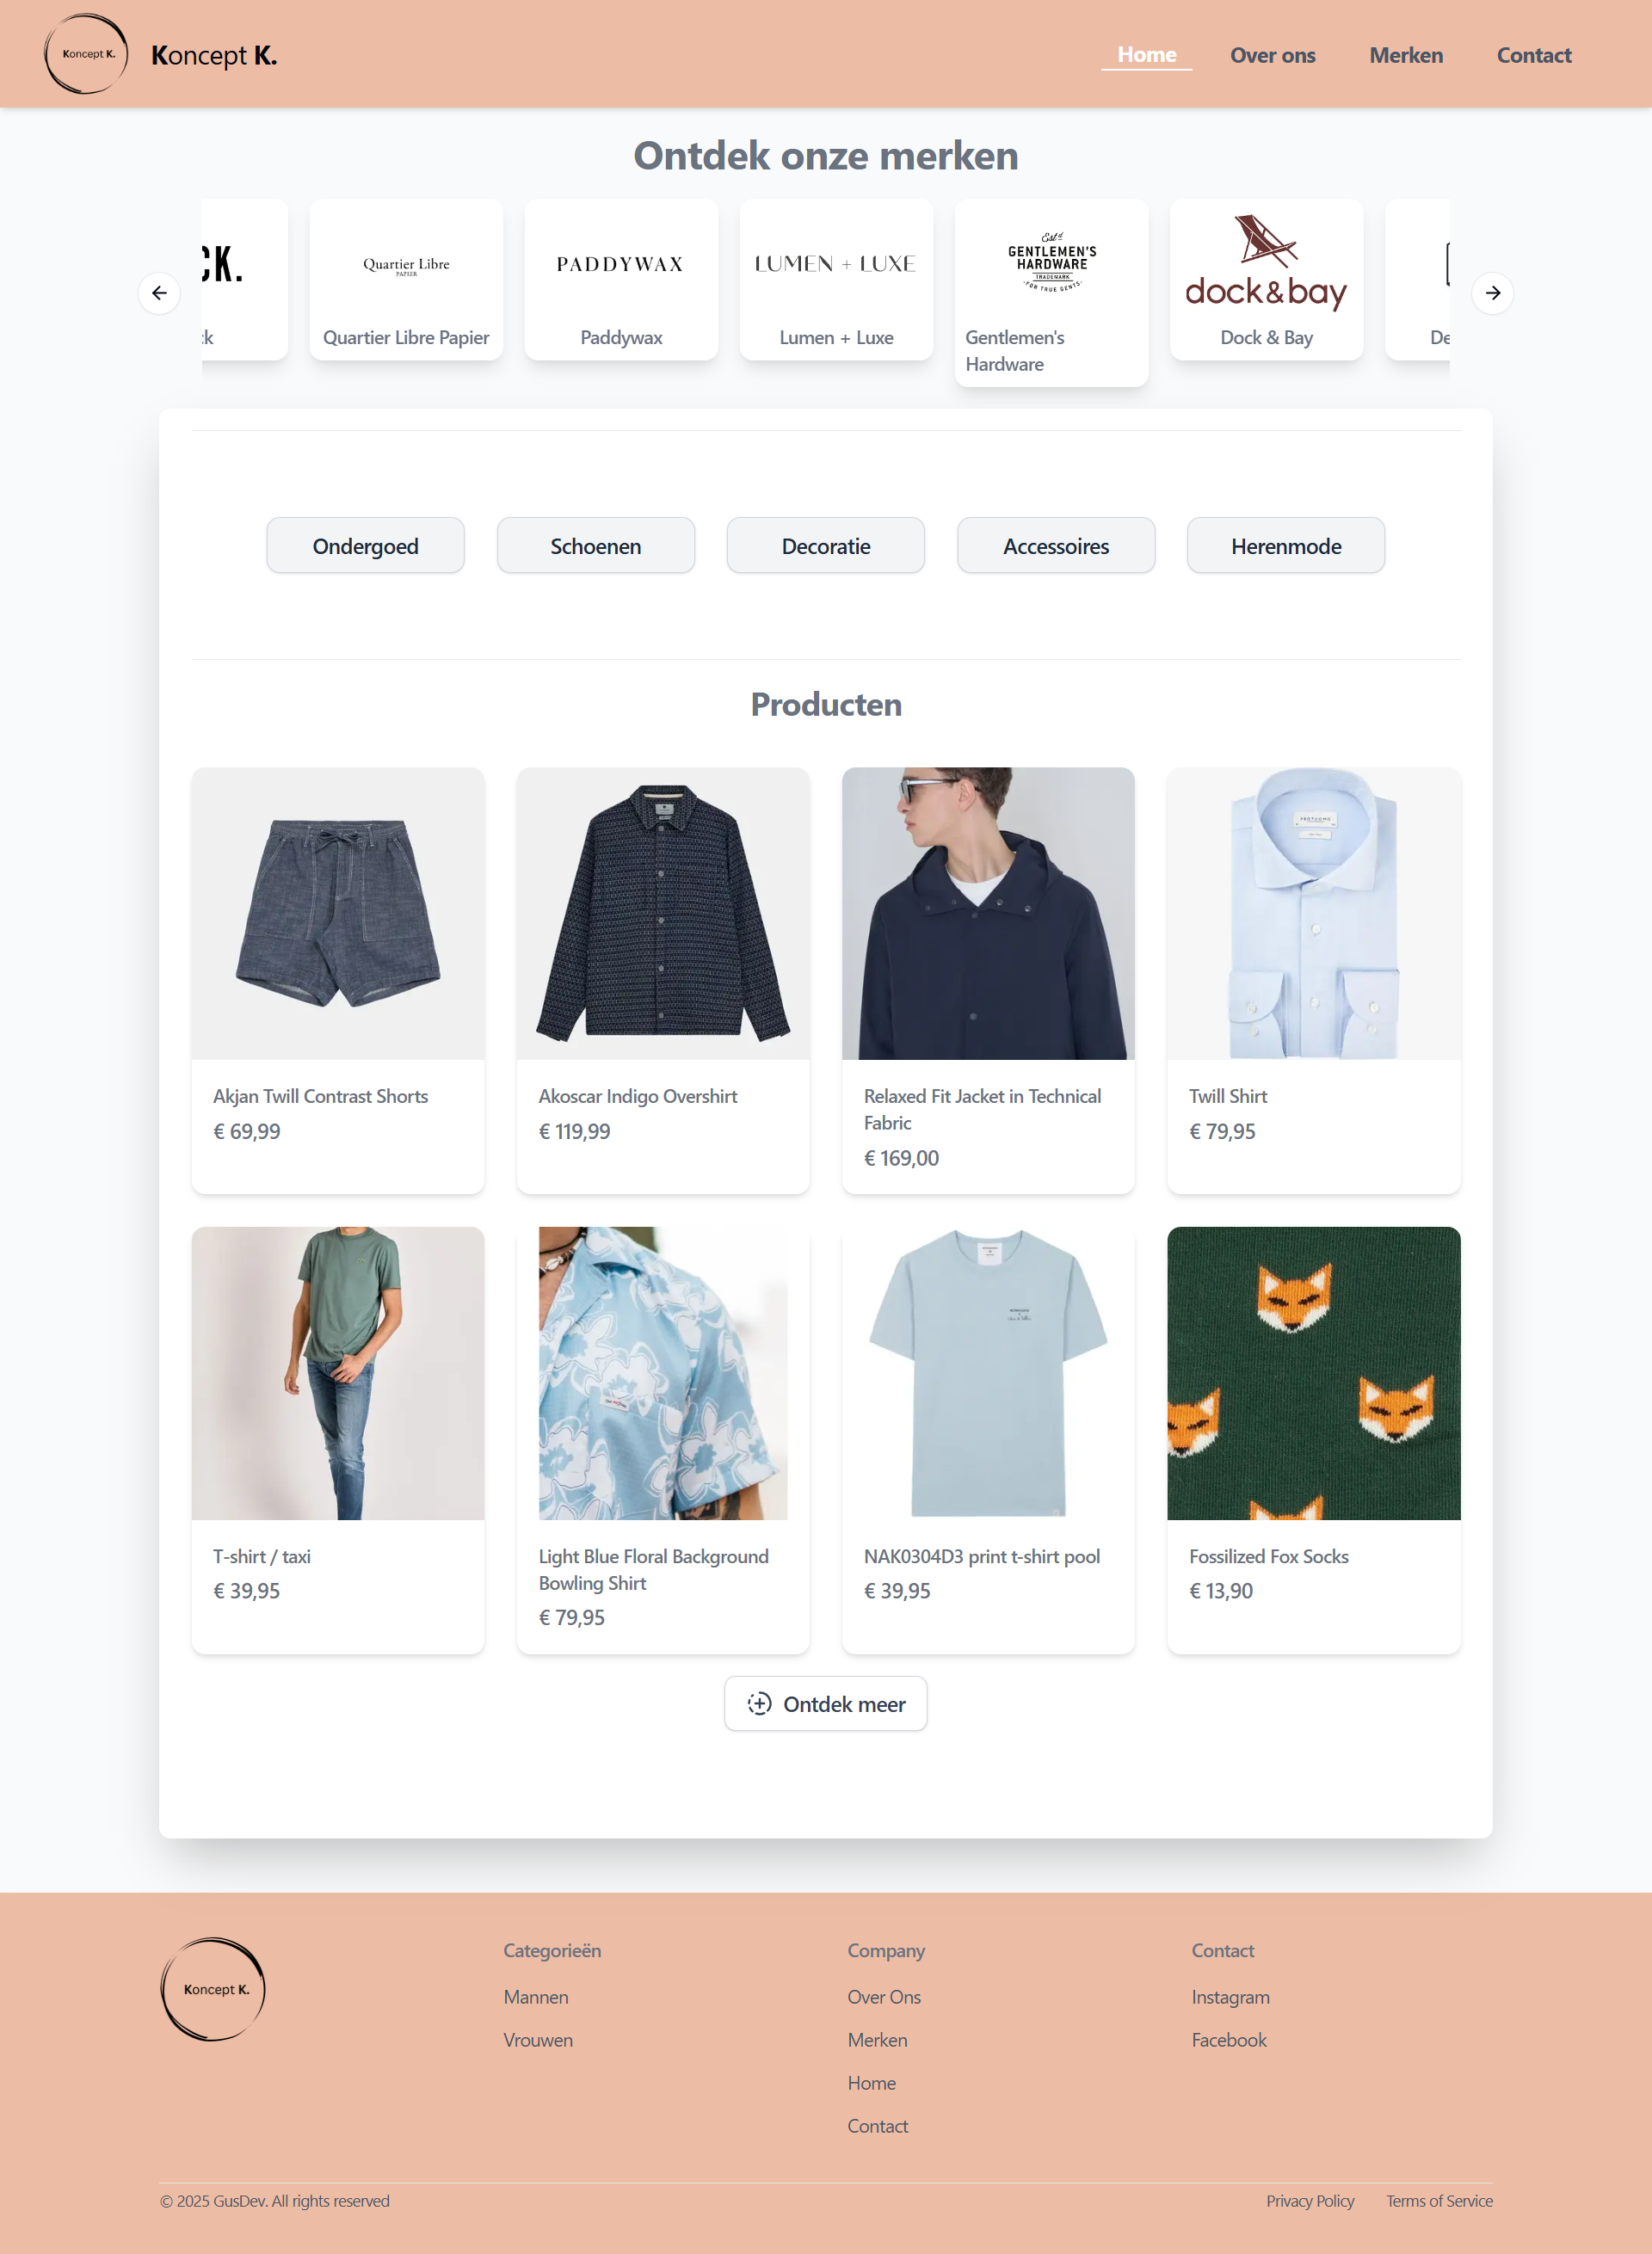 Koncept K.
Koncept K.
Home
Over ons
Merken
Contact
Ontdek onze merken
CK.
Quartier Libre
PAPIER
PADDYWAX
LUMEN + LUXE
Est d
GENTLEMEN'S
HARDWARE
TRADEMARK
FOR TRUE GENTS.
dock&bay
ck
Quartier Libre Papier
Paddywax
Lumen + Luxe
Gentlemen's
Hardware
Dock & Bay
De
Ondergoed
Schoenen
Decoratie
Accessoires
Herenmode
Producten
PROFUOMO
Akjan Twill Contrast Shorts
€ 69,99
Akoscar Indigo Overshirt
€ 119,99
Relaxed Fit Jacket in Technical
Fabric
€ 169,00
Twill Shirt
€ 79,95
T-shirt / taxi
€ 39,95
Light Blue Floral Background
Bowling Shirt
€ 79,95
NAK0304D3 print t-shirt pool
€ 39,95
Fossilized Fox Socks
€ 13,90
Ontdek meer
Koncept K.
Categorieën
Mannen
Vrouwen
Company
Over Ons
Merken
Home
Contact
Contact
Instagram
Facebook
© 2025 GusDev. All rights reserved
Privacy Policy
Terms of Service